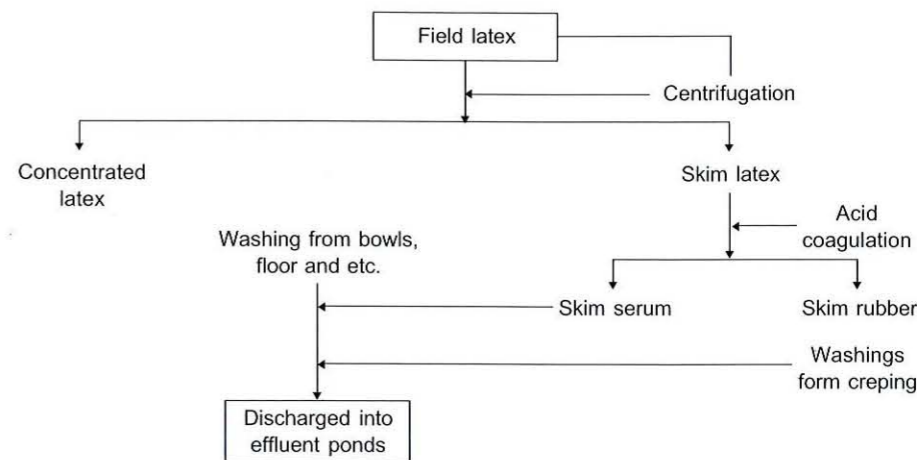 Field latex
Centrifugation
Concentrated
latex
Skim latex
Acid
coagulation
Washing from bowls,
floor and etc.
Skim serum
Skim rubber
Washings
form creping
Discharged into
effluent ponds